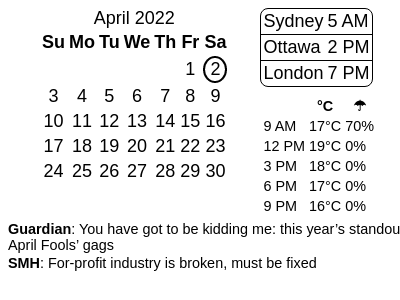 April 2022
Su Mo Tu We Th Fr Sa
1 2
3 4 5 6 7 8 9
10 11 12 13 14 15 16
17 18 19 20 21 22 23
24 25 26 27 28 29 30
Sydney 5 AM
Ottawa 2 PM
London 7 PM
°C ☂
9 AM 17°C 70%
12 PM 19°C 0%
3 PM 18°C 0%
6 PM 17°C 0%
9 PM 16°C 0%
Guardian: You have got to be kidding me: this year’s standou
April Fools’ gags
SMH: For-profit industry is broken, must be fixed